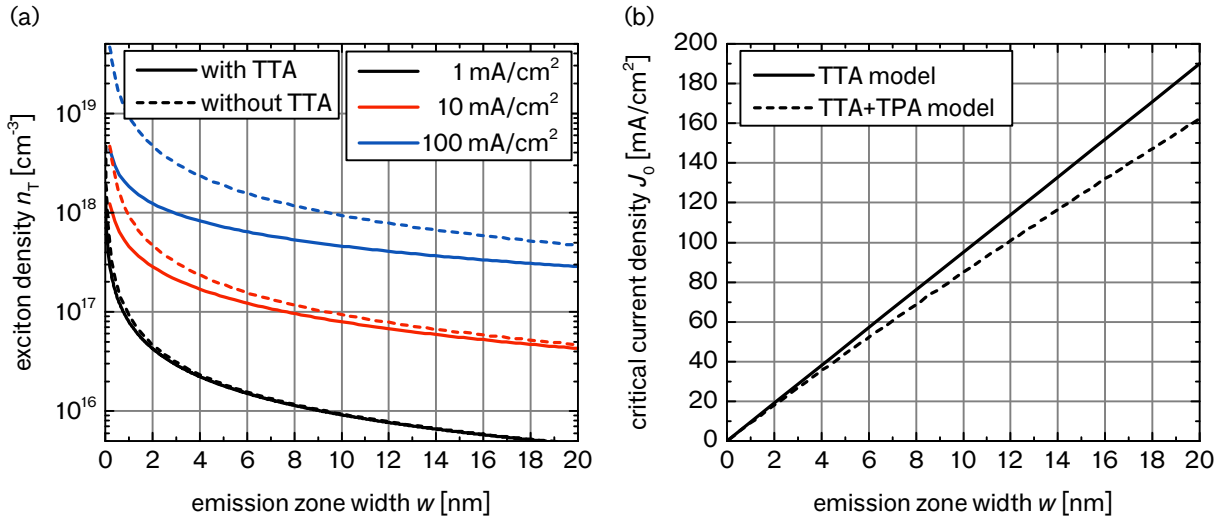 (a)
exciton density n_T [cm⁻³]
10¹⁹
10¹⁸
10¹⁷
10¹⁶
with TTA
without TTA
1 mA/cm²
10 mA/cm²
100 mA/cm²
0 2 4 6 8 10 12 14 16 18 20
emission zone width w [nm]
(b)
critical current density J₀ [mA/cm²]
200
180
160
140
120
100
80
60
40
20
0
TTA model
TTA+TPA model
0 2 4 6 8 10 12 14 16 18 20
emission zone width w [nm]